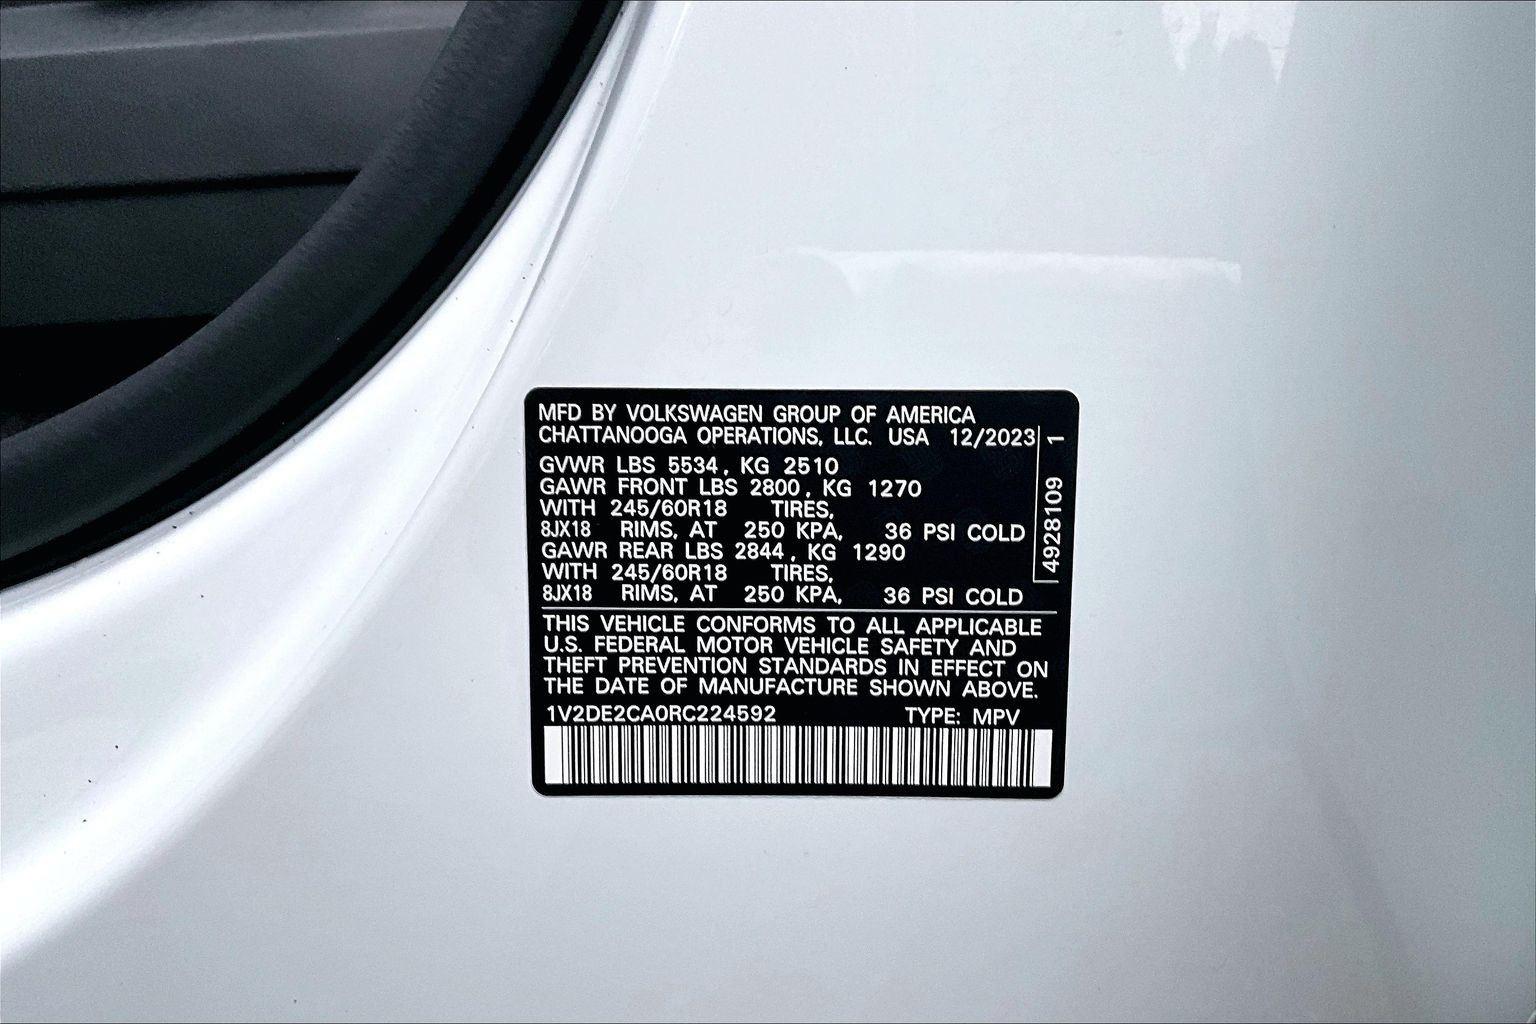 MFD BY VOLKSWAGEN GROUP OF AMERICA
CHATTANOOGA OPERATIONS, LLC. USA 12/2023
GVWR LBS 5534, KG 2510
GAWR FRONT LBS 2800, KG 1270
WITH 245/60R18 TIRES,
8JX18 RIMS, AT 250 KPA, 36 PSI COLD
GAWR REAR LBS 2844, KG 1290
WITH 245/60R18 TIRES,
8JX18 RIMS, AT 250 KPA, 36 PSI COLD
4928109 1
THIS VEHICLE CONFORMS TO ALL APPLICABLE
U.S. FEDERAL MOTOR VEHICLE SAFETY AND
THEFT PREVENTION STANDARDS IN EFFECT ON
THE DATE OF MANUFACTURE SHOWN ABOVE.
1V2DE2CA0RC224592 TYPE: MPV